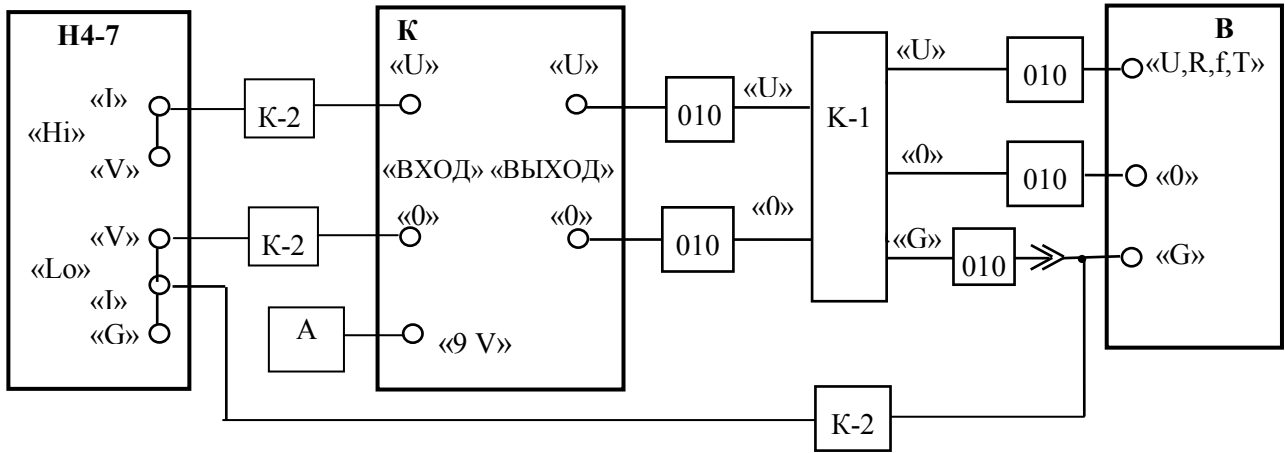 Н4-7
«I»
«Hi»
«V»
«V»
«Lo»
«I»
«G»
К-2
К-2
А
К
«U»
«U»
«ВХОД» «ВЫХОД»
«0»
«0»
«9 V»
010
«U»
010
«0»
К-1
«U»
010
«0»
010
«G»
010
К-2
В
«U,R,f,T»
«0»
«G»